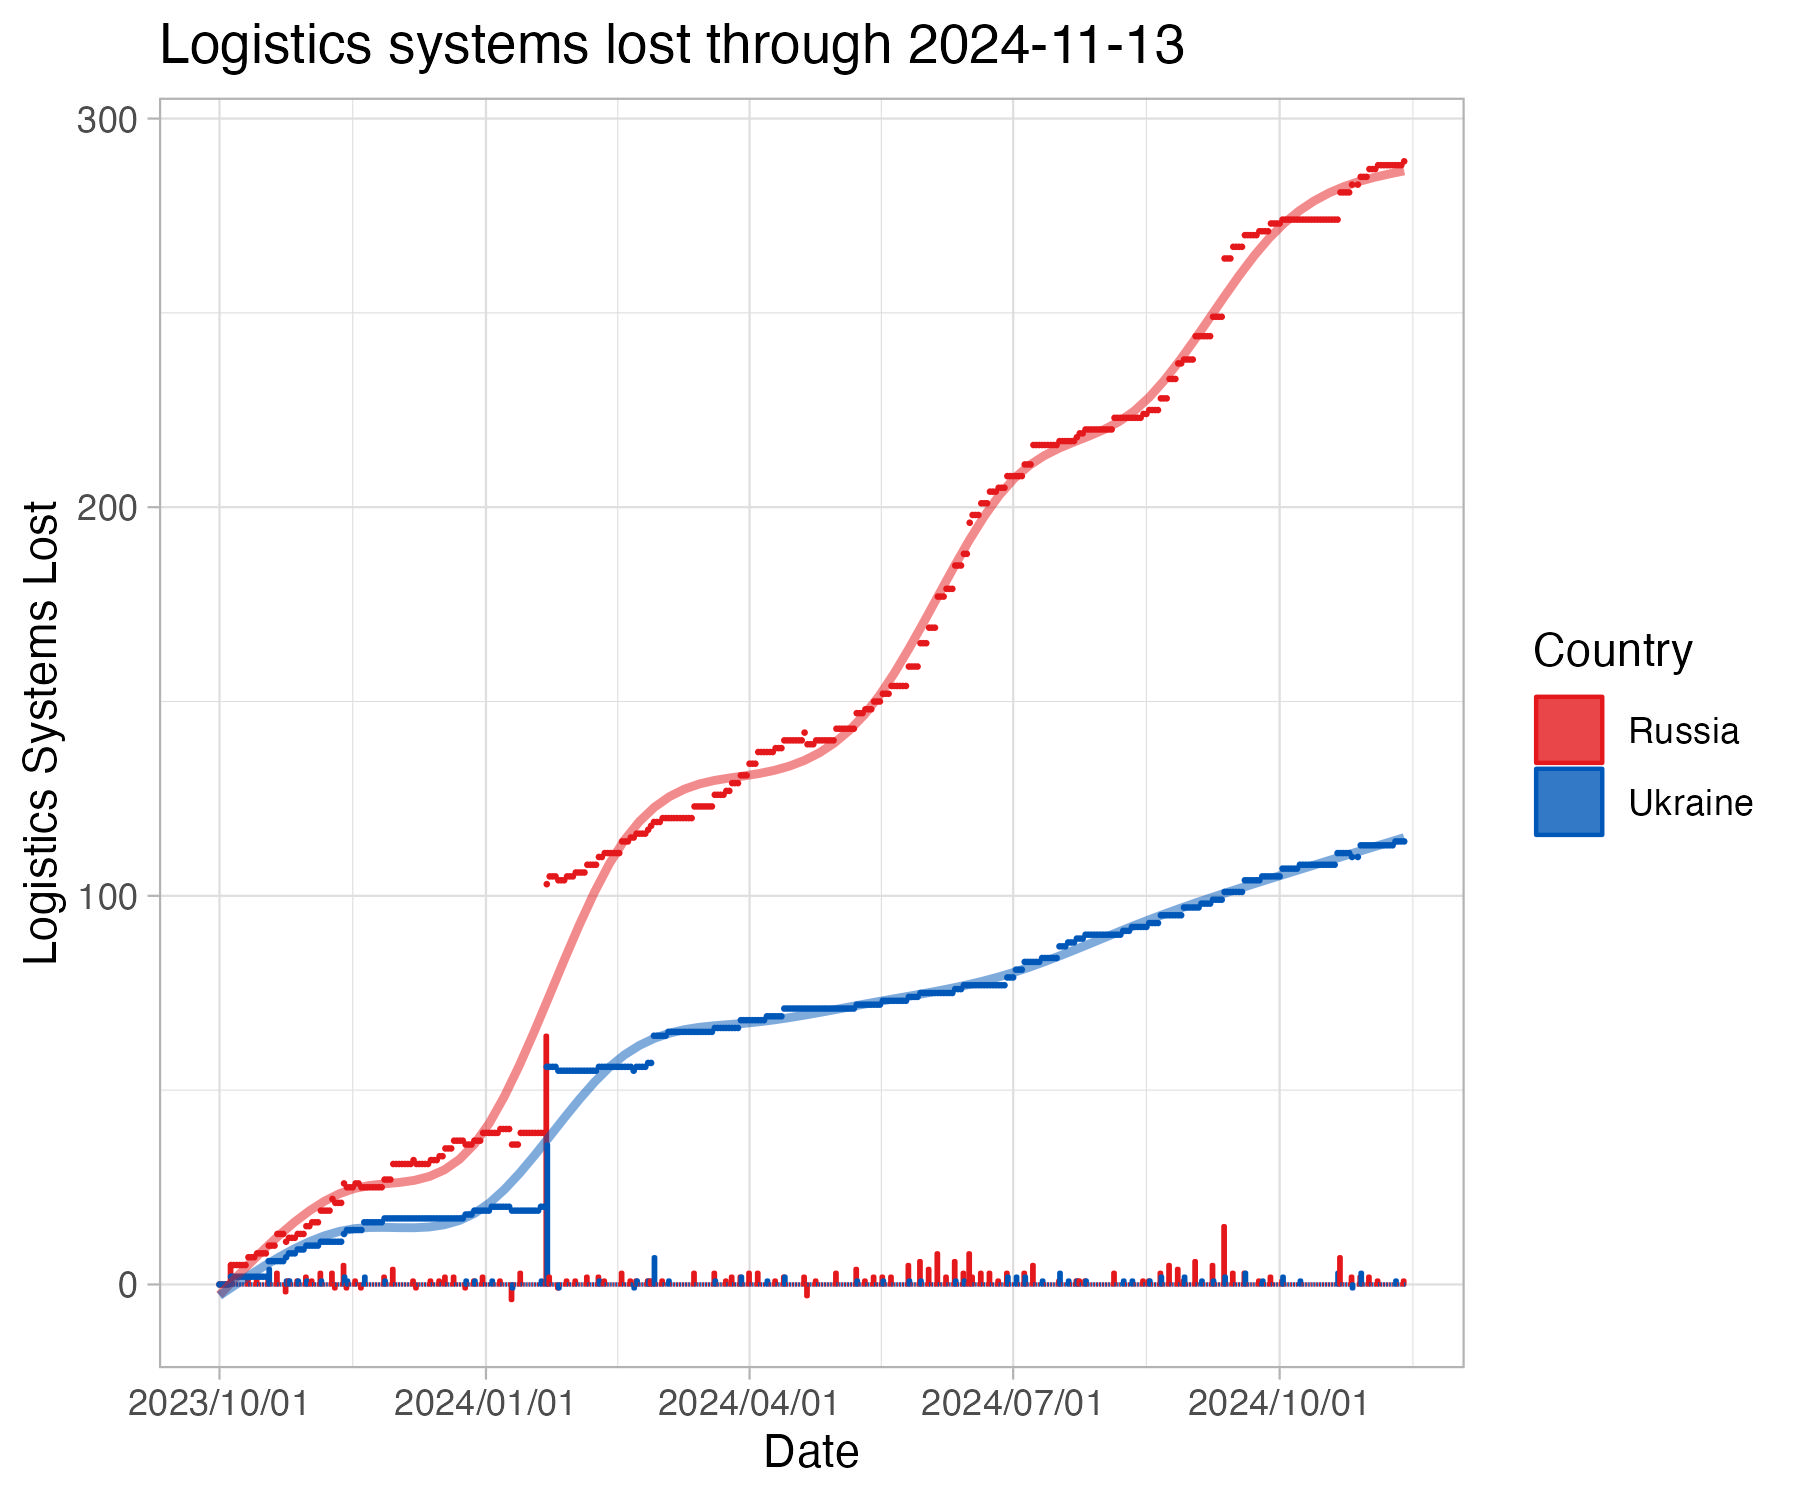 Logistics systems lost through 2024-11-13
Logistics Systems Lost
300
200
100
0
2023/10/01
2024/01/01
2024/04/01
2024/07/01
2024/10/01
Date
Country
Russia
Ukraine